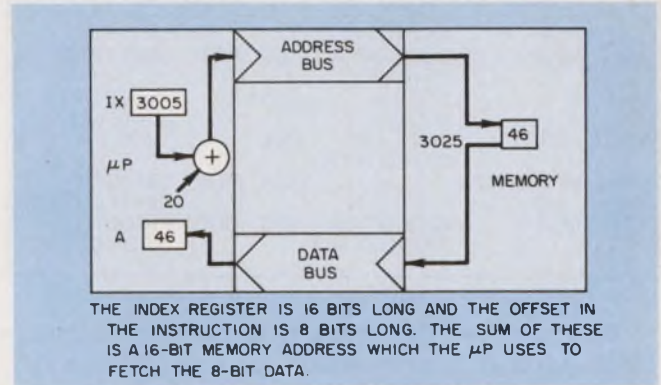 ADDRESS
BUS
IX 3005
+
3025
46
μP
20
MEMORY
A 46
DATA
BUS
THE INDEX REGISTER IS 16 BITS LONG AND THE OFFSET IN
THE INSTRUCTION IS 8 BITS LONG. THE SUM OF THESE
IS A 16-BIT MEMORY ADDRESS WHICH THE μP USES TO
FETCH THE 8-BIT DATA.